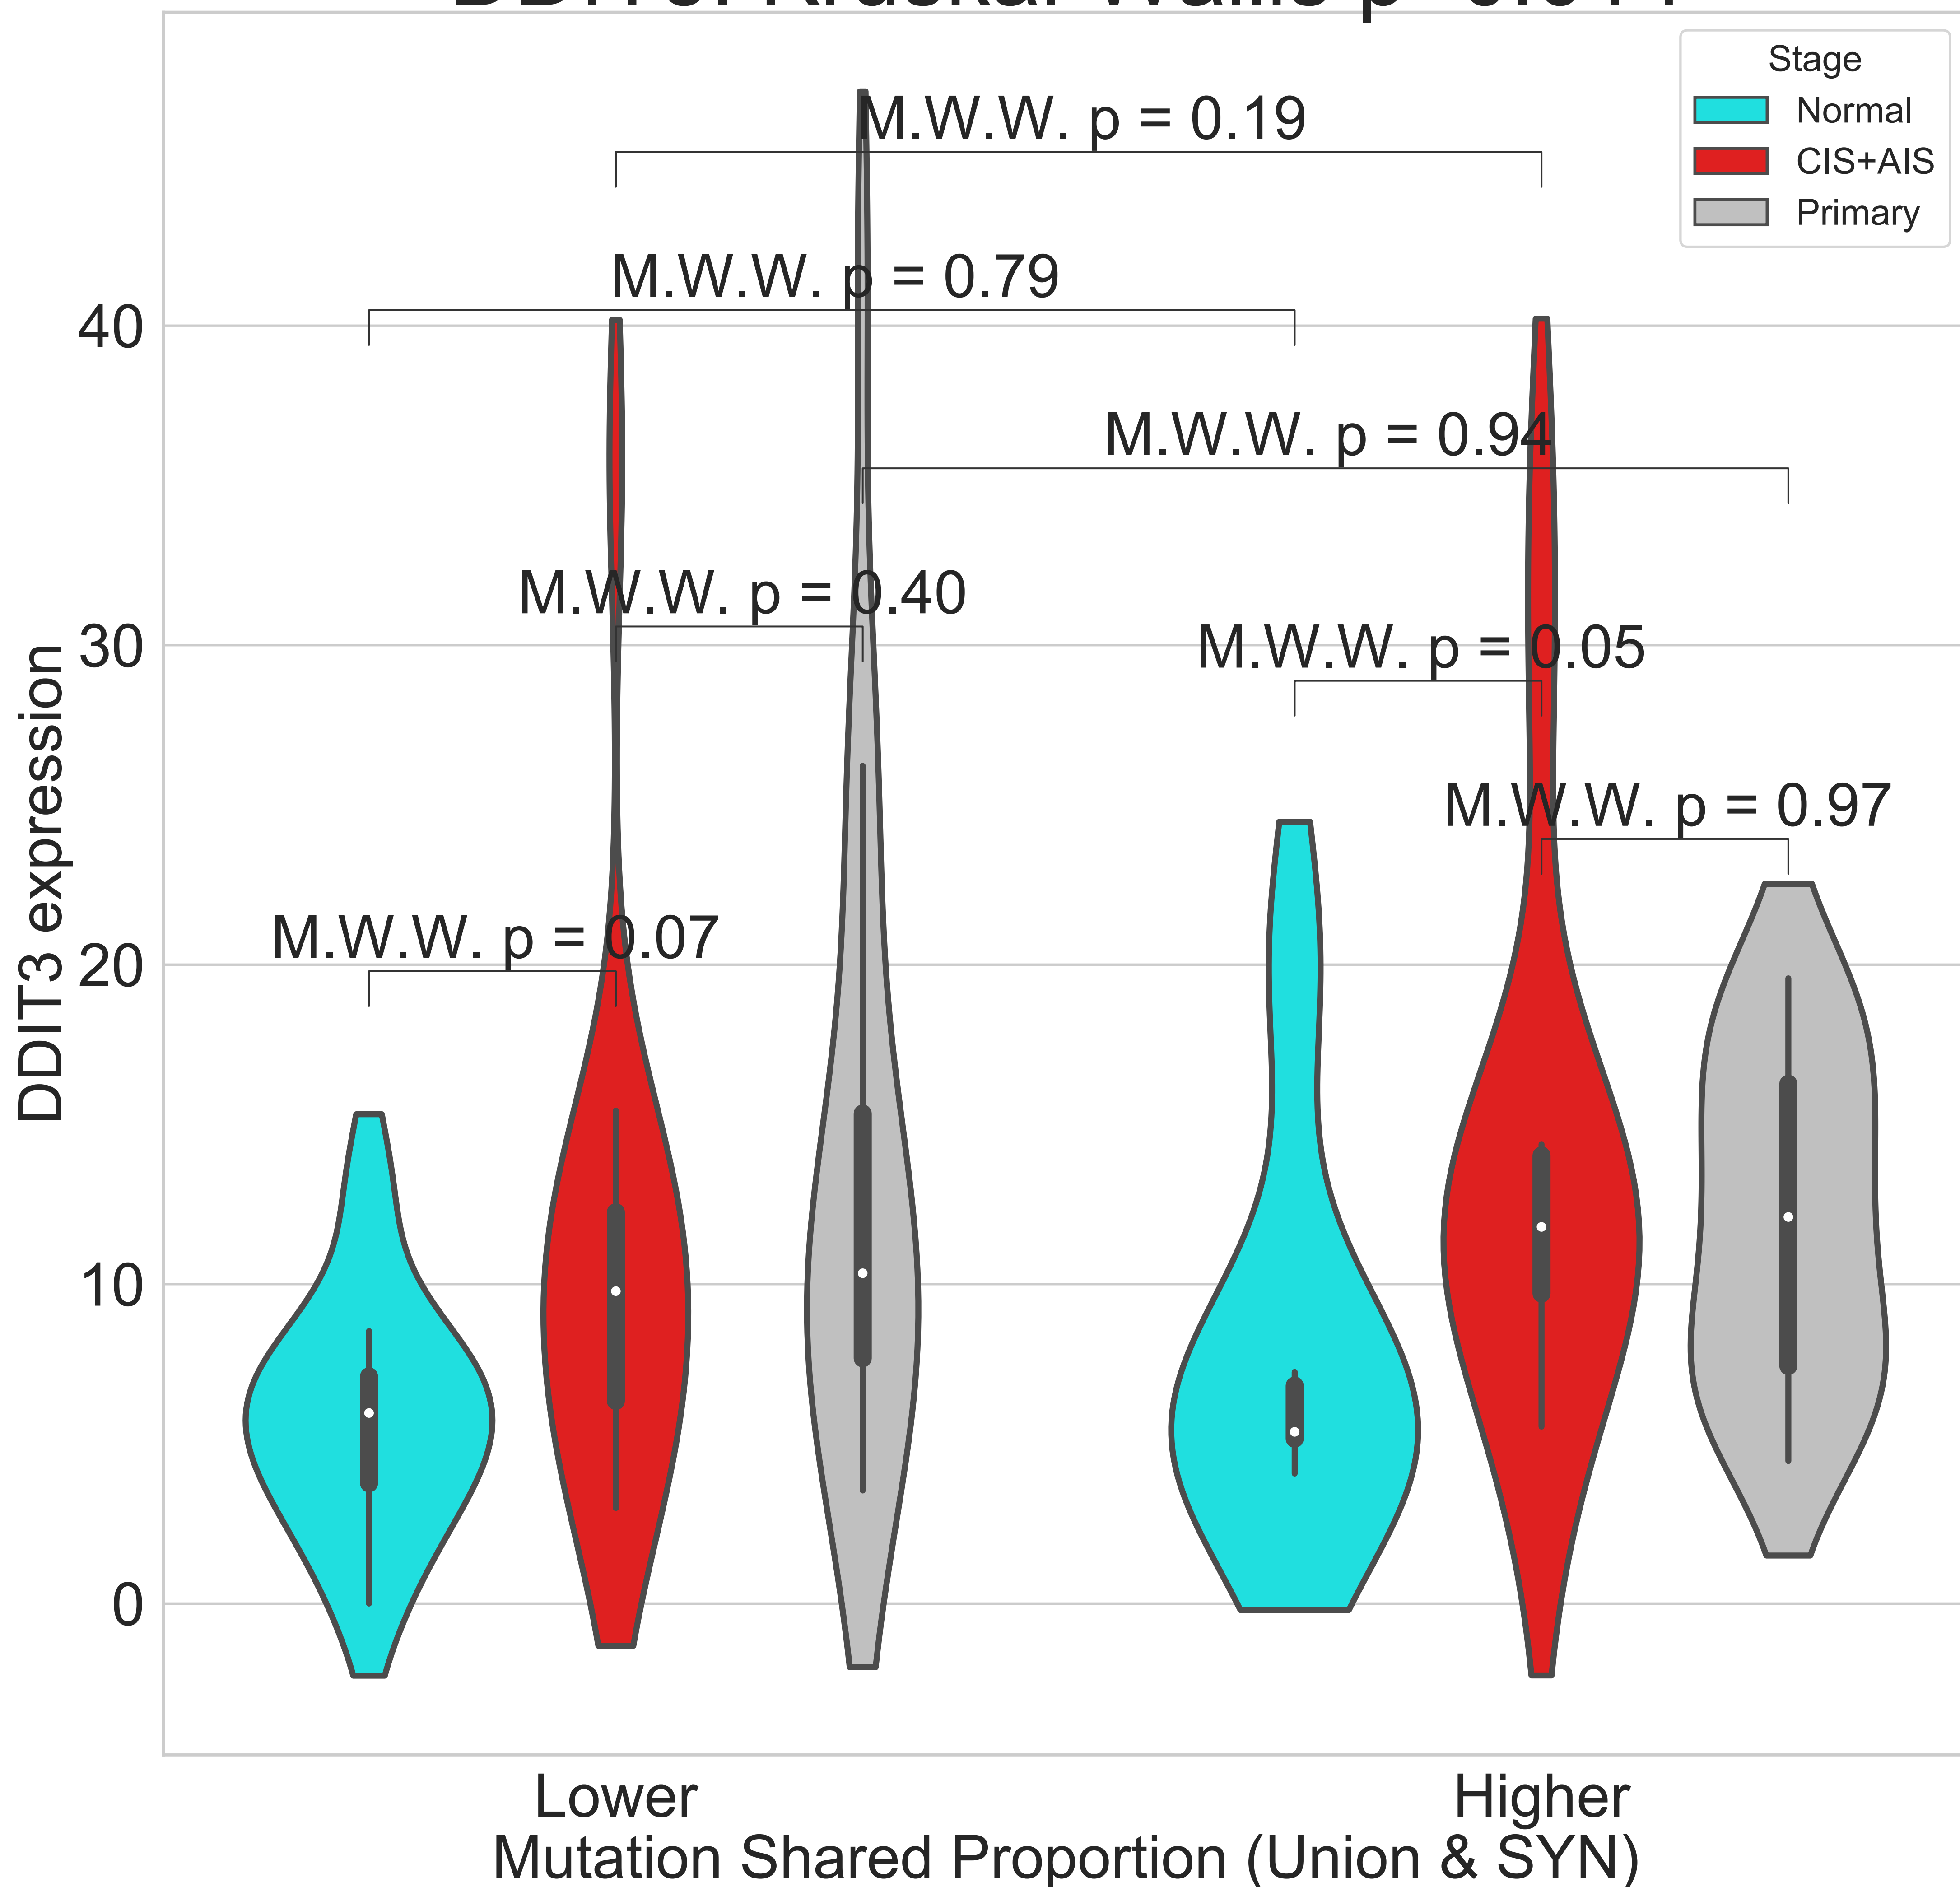 Stage
Normal
CIS+AIS
Primary
M.W.W. p = 0.19
M.W.W. p = 0.79
M.W.W. p = 0.94
M.W.W. p = 0.40
M.W.W. p = 0.05
M.W.W. p = 0.97
M.W.W. p = 0.07
40
30
20
10
0
DDIT3 expression
Lower
Higher
Mutation Shared Proportion (Union & SYN)